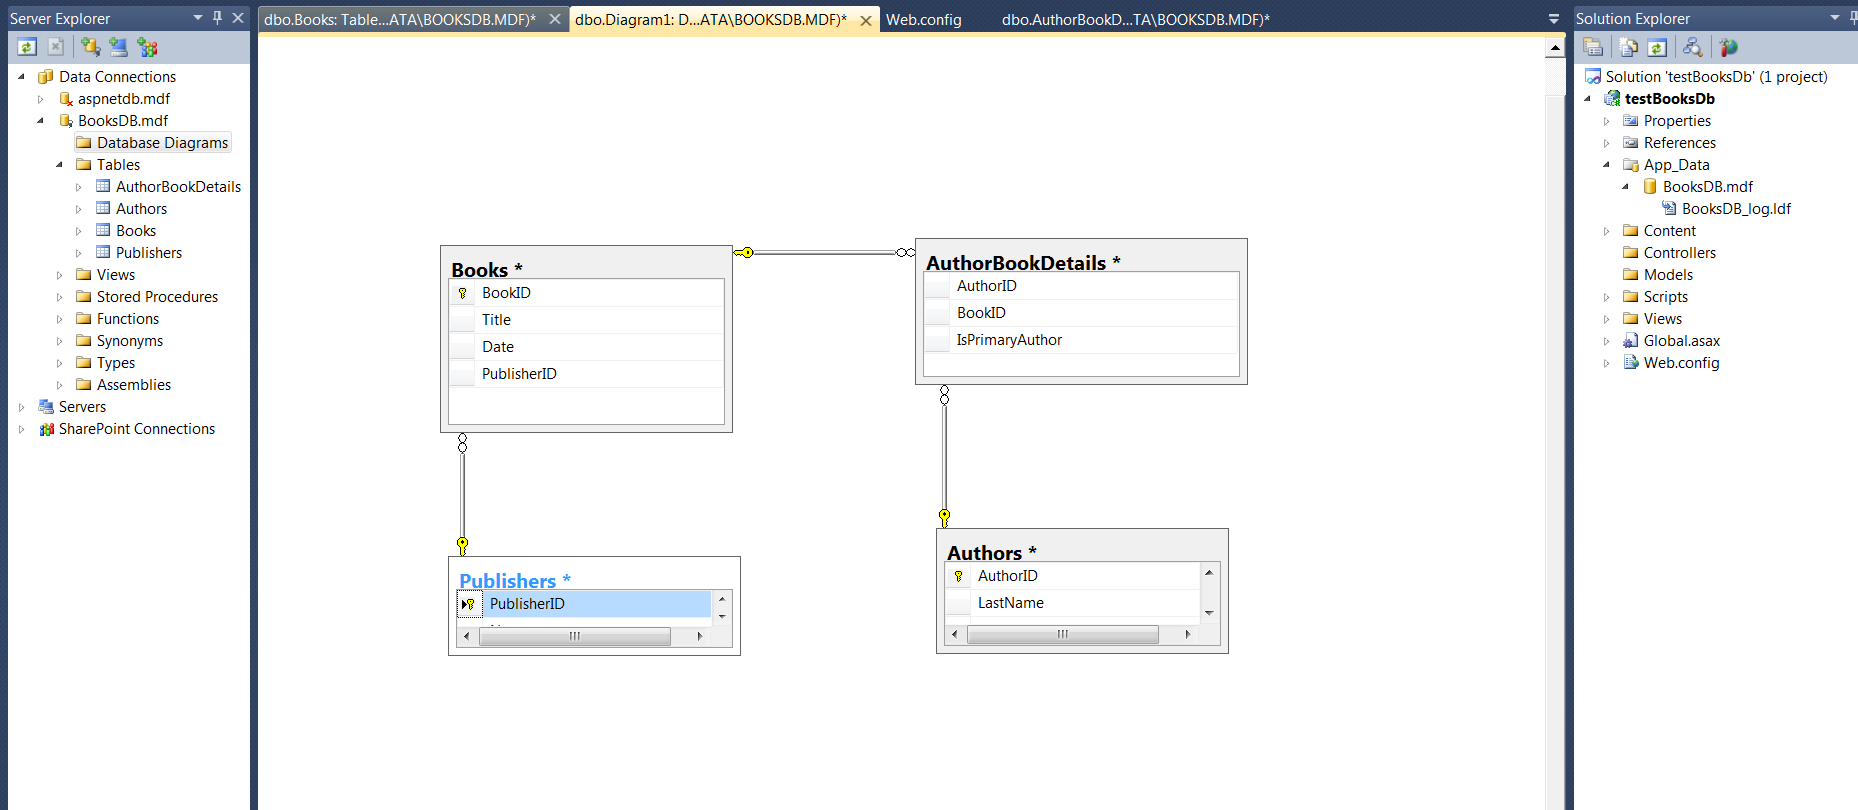 Server Explorer
Data Connections
aspnetdb.mdf
BooksDB.mdf
Database Diagrams
Tables
AuthorBookDetails
Authors
Books
Publishers
Views
Stored Procedures
Functions
Synonyms
Types
Assemblies
Servers
SharePoint Connections
dbo.Books: Table...ATA\BOOKSDB.MDF)*
dbo.Diagram1: D...ATA\BOOKSDB.MDF)*
Web.config
dbo.AuthorBookD...TA\BOOKSDB.MDF)*
Books *
BookID
Title
Date
PublisherID
AuthorBookDetails *
AuthorID
BookID
IsPrimaryAuthor
Publishers *
PublisherID
Authors *
AuthorID
LastName
Solution Explorer
Solution 'testBooksDb' (1 project)
testBooksDb
Properties
References
App_Data
BooksDB.mdf
BooksDB_log.ldf
Content
Controllers
Models
Scripts
Views
Global.asax
Web.config